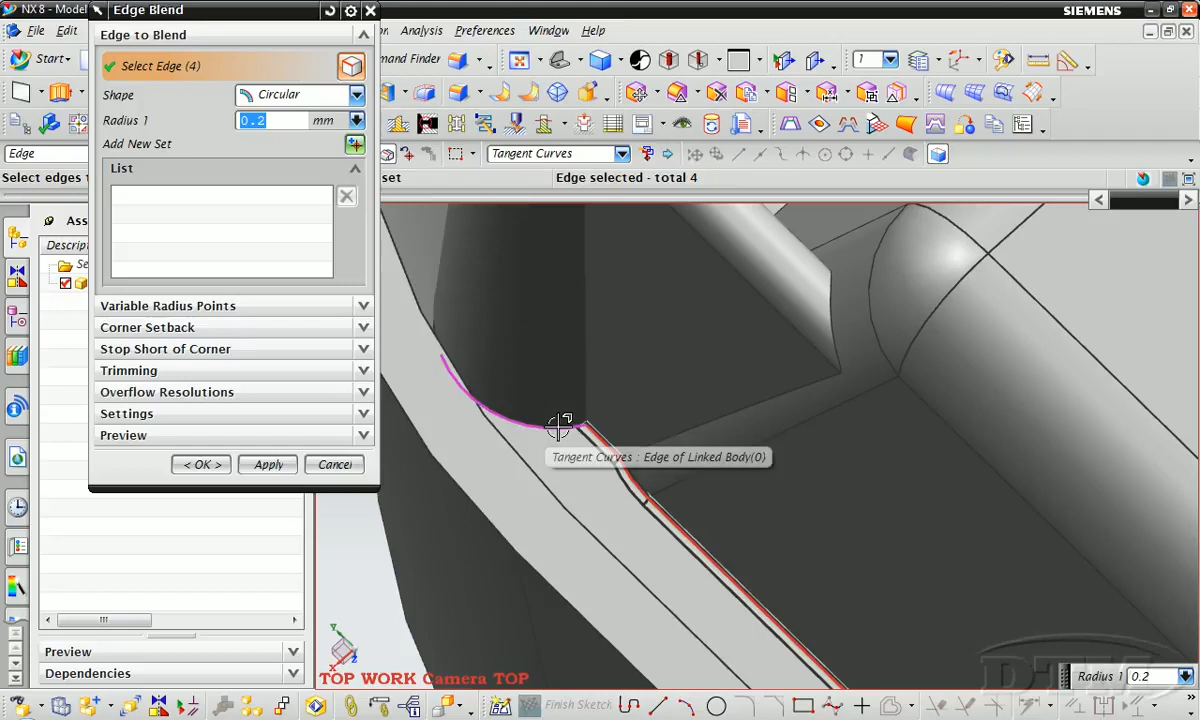 NX 8 - Model
Edge Blend
SIEMENS
File
Edit
Analysis
Preferences
Window
Help
Edge to Blend
Select Edge (4)
Start
mmand Finder
1
Shape
Circular
Radius 1
0.2
mm
Add New Set
Edge
Tangent Curves
List
Select edges t
set
Edge selected - total 4
Ass
Descrip
Se
Variable Radius Points
Corner Setback
Stop Short of Corner
Trimming
Overflow Resolutions
Settings
Preview
< OK >
Apply
Cancel
Tangent Curves : Edge of Linked Body(0)
Preview
Dependencies
TOP WORK Camera TOP
X
Y
Z
Radius 1
0.2
Finish Sketch